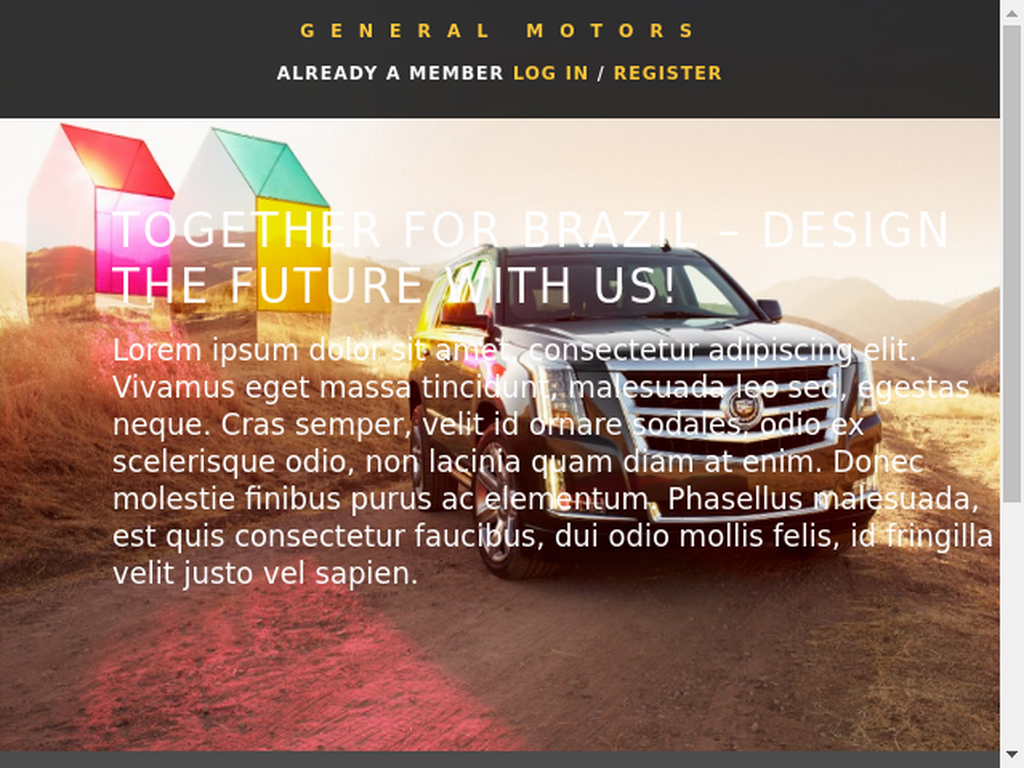 GENERAL MOTORS
ALREADY A MEMBER LOG IN / REGISTER
TOGETHER FOR BRAZIL – DESIGN
THE FUTURE WITH US!
Lorem ipsum dolor sit amet, consectetur adipiscing elit.
Vivamus eget massa tincidunt, malesuada leo sed, egestas
neque. Cras semper, velit id ornare sodales, odio ex
scelerisque odio, non lacinia quam diam at enim. Donec
molestie finibus purus ac elementum. Phasellus malesuada,
est quis consectetur faucibus, dui odio mollis felis, id fringilla
velit justo vel sapien.